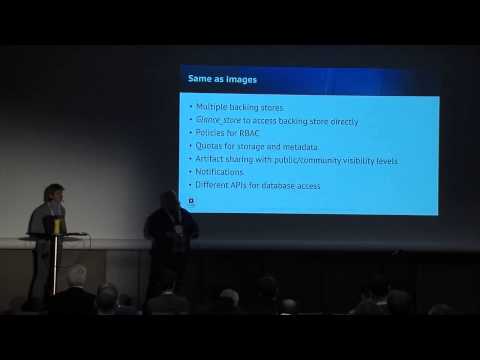 Same as images
• Multiple backing stores
• Glance_store to access backing store directly
• Policies for RBAC
• Quotas for storage and metadata
• Artifact sharing with public/community visibility levels
• Notifications
• Different APIs for database access